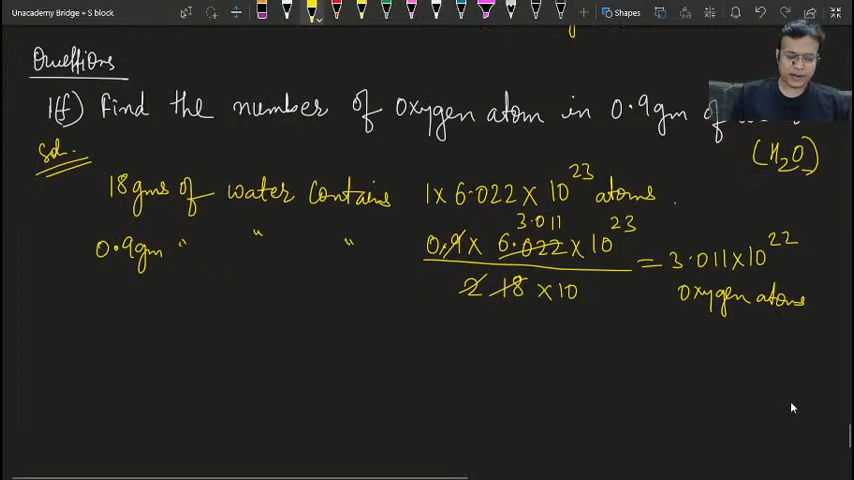 Unacademy Bridge • S block
Shapes
Questions
1(f) Find the number of oxygen atom in 0.9gm of
(H2O)
Sol.
18gms of water contains 1x 6.022 x 10^23 atoms
0.9gm " " " 0.9 x 6.022 x 10^23 = 3.011 x 10^22
3.011
2 18 x 10
oxygen atoms